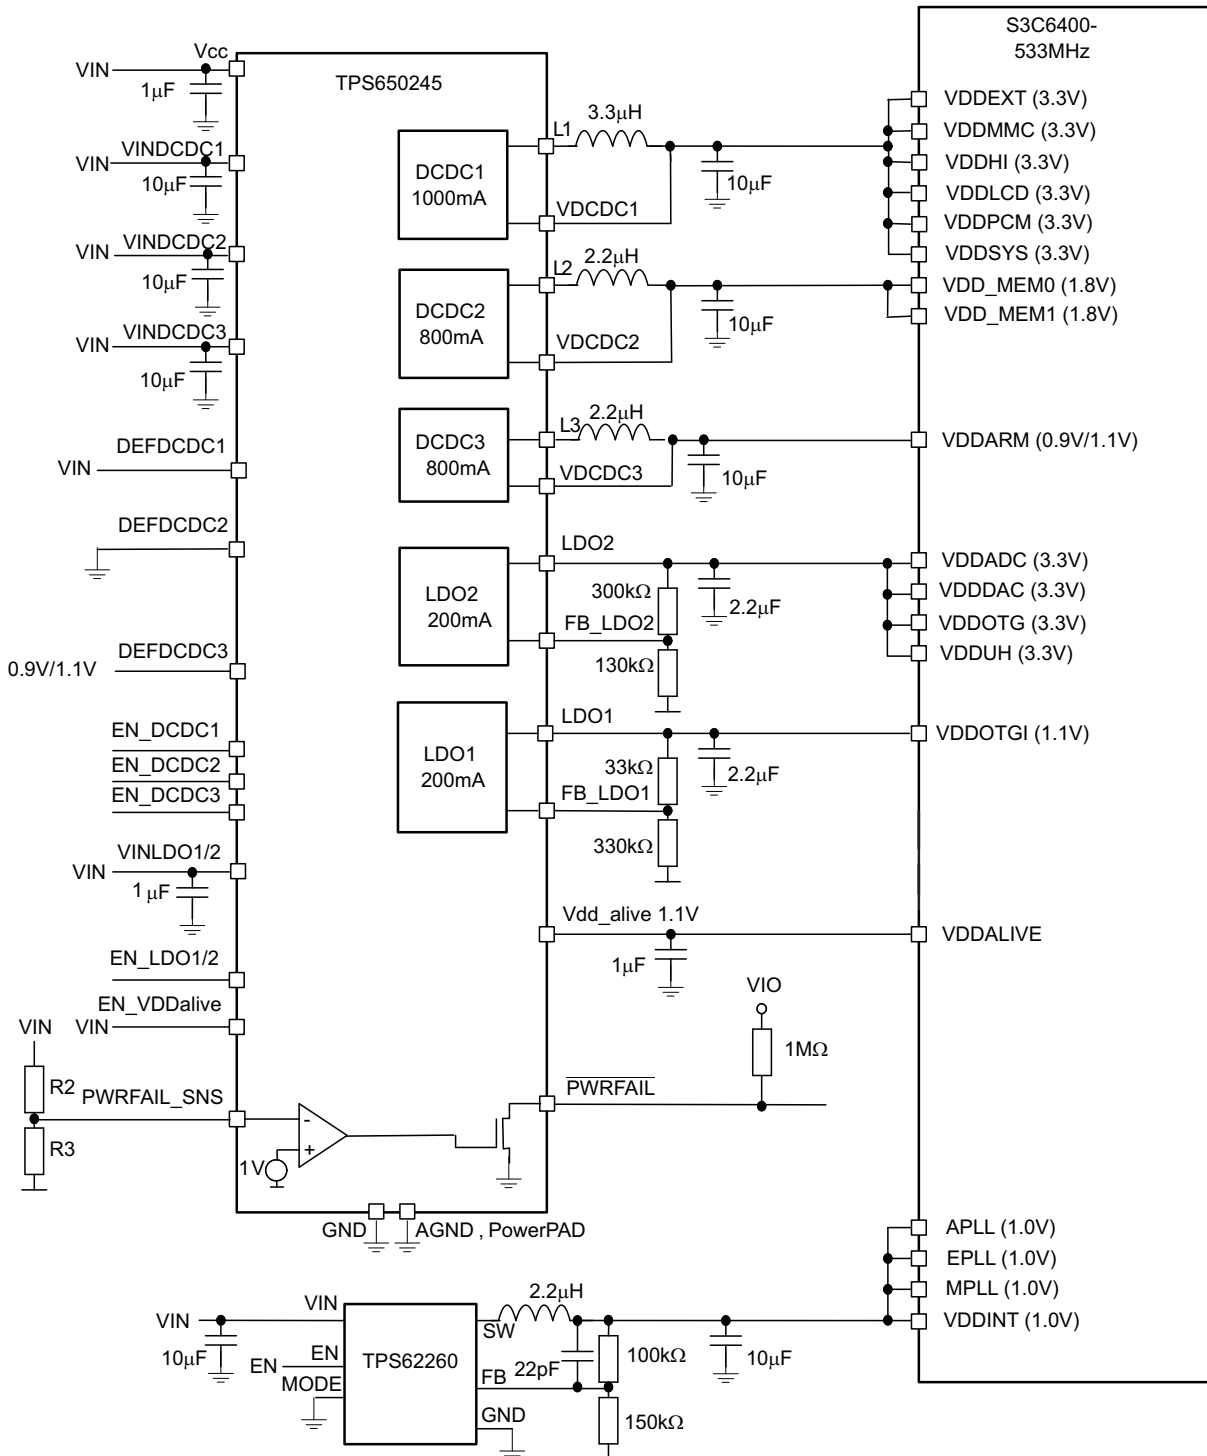 S3C6400-
533MHz
Vcc
VIN
1μF
TPS650245
VDDEXT (3.3V)
3.3μH
L1
VDDMMC (3.3V)
VINDCDC1
VIN
10μF
DCDC1
1000mA
10μF
VDDHI (3.3V)
VDDLCD (3.3V)
VDCDC1
VDDPCM (3.3V)
VINDCDC2
VIN
10μF
2.2μH
L2
VDDSYS (3.3V)
VDD_MEM0 (1.8V)
DCDC2
800mA
10μF
VDD_MEM1 (1.8V)
VINDCDC3
VIN
10μF
VDCDC2
2.2μH
L3
DEFDCDC1
VIN
DCDC3
800mA
VDDARM (0.9V/1.1V)
VDCDC3
10μF
DEFDCDC2
LDO2
VDDADC (3.3V)
LDO2
200mA
300kΩ
2.2μF
VDDDAC (3.3V)
FB_LDO2
VDDOTG (3.3V)
DEFDCDC3
0.9V/1.1V
130kΩ
VDDUH (3.3V)
LDO1
VDDOTGI (1.1V)
EN_DCDC1
EN_DCDC2
EN_DCDC3
LDO1
200mA
33kΩ
2.2μF
FB_LDO1
330kΩ
VINLDO1/2
VIN
1 μF
Vdd_alive 1.1V
VDDALIVE
1μF
EN_LDO1/2
EN_VDDalive
VIN
VIN
VIO
1MΩ
R2
PWRFAIL_SNS
PWRFAIL
R3
-
+
1V
GND
AGND , PowerPAD
APLL (1.0V)
EPLL (1.0V)
MPLL (1.0V)
VDDINT (1.0V)
2.2μH
VIN
VIN
SW
10μF
EN
EN
TPS62260
22pF
100kΩ
10μF
MODE
FB
GND
150kΩ